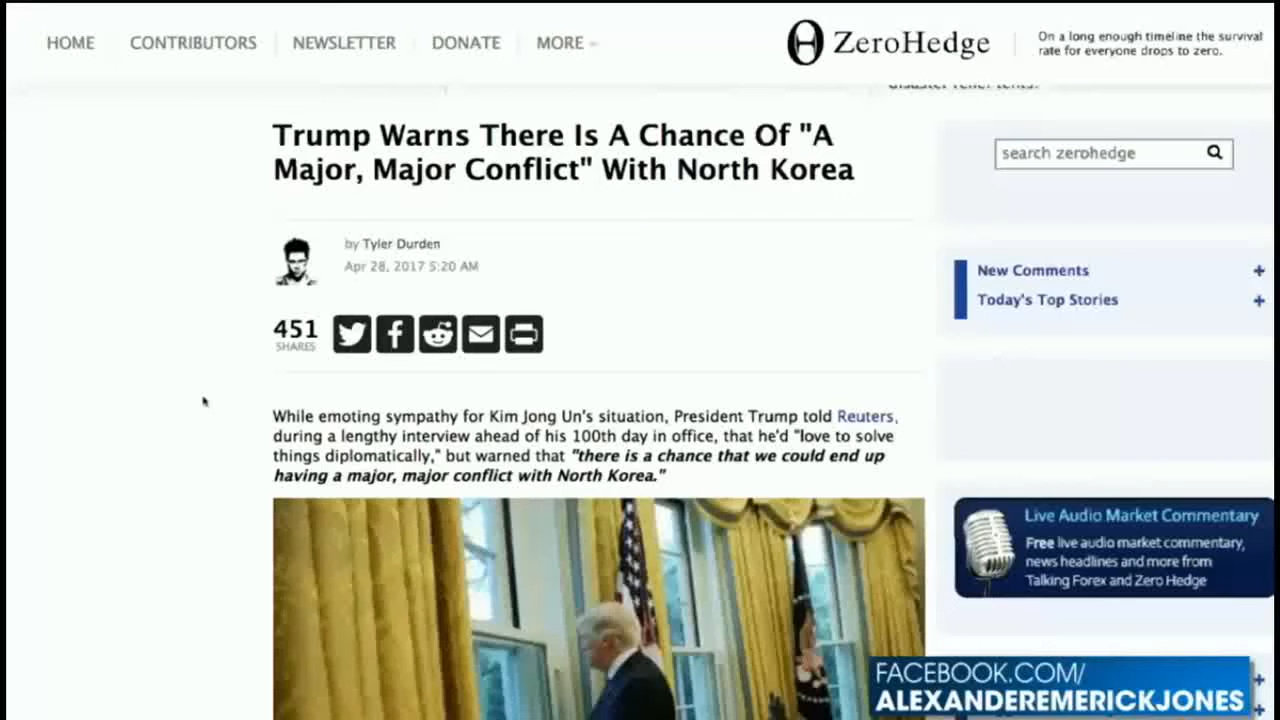 HOME
CONTRIBUTORS
NEWSLETTER
DONATE
MORE
ZeroHedge
On a long enough timeline the survival
rate for everyone drops to zero.
disaster relief tents.
Trump Warns There Is A Chance Of "A
Major, Major Conflict" With North Korea
by Tyler Durden
Apr 28, 2017 5:20 AM
451
SHARES
While emoting sympathy for Kim Jong Un's situation, President Trump told Reuters,
during a lengthy interview ahead of his 100th day in office, that he'd "love to solve
things diplomatically," but warned that "there is a chance that we could end up
having a major, major conflict with North Korea."
search zerohedge
New Comments +
Today's Top Stories +
Live Audio Market Commentary
Free live audio market commentary,
news headlines and more from
Talking Forex and Zero Hedge
+
+
FACEBOOK.COM/
ALEXANDEREMERICKJONES